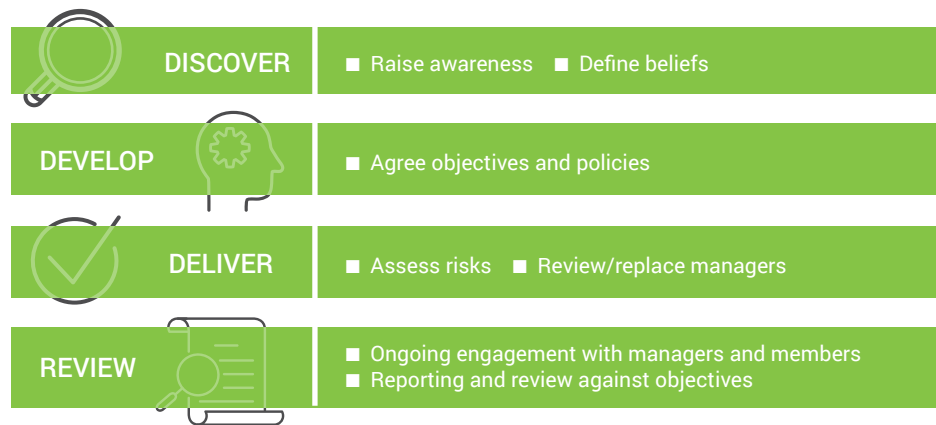 DISCOVER
■ Raise awareness ■ Define beliefs
DEVELOP
■ Agree objectives and policies
DELIVER
■ Assess risks ■ Review/replace managers
REVIEW
■ Ongoing engagement with managers and members
■ Reporting and review against objectives